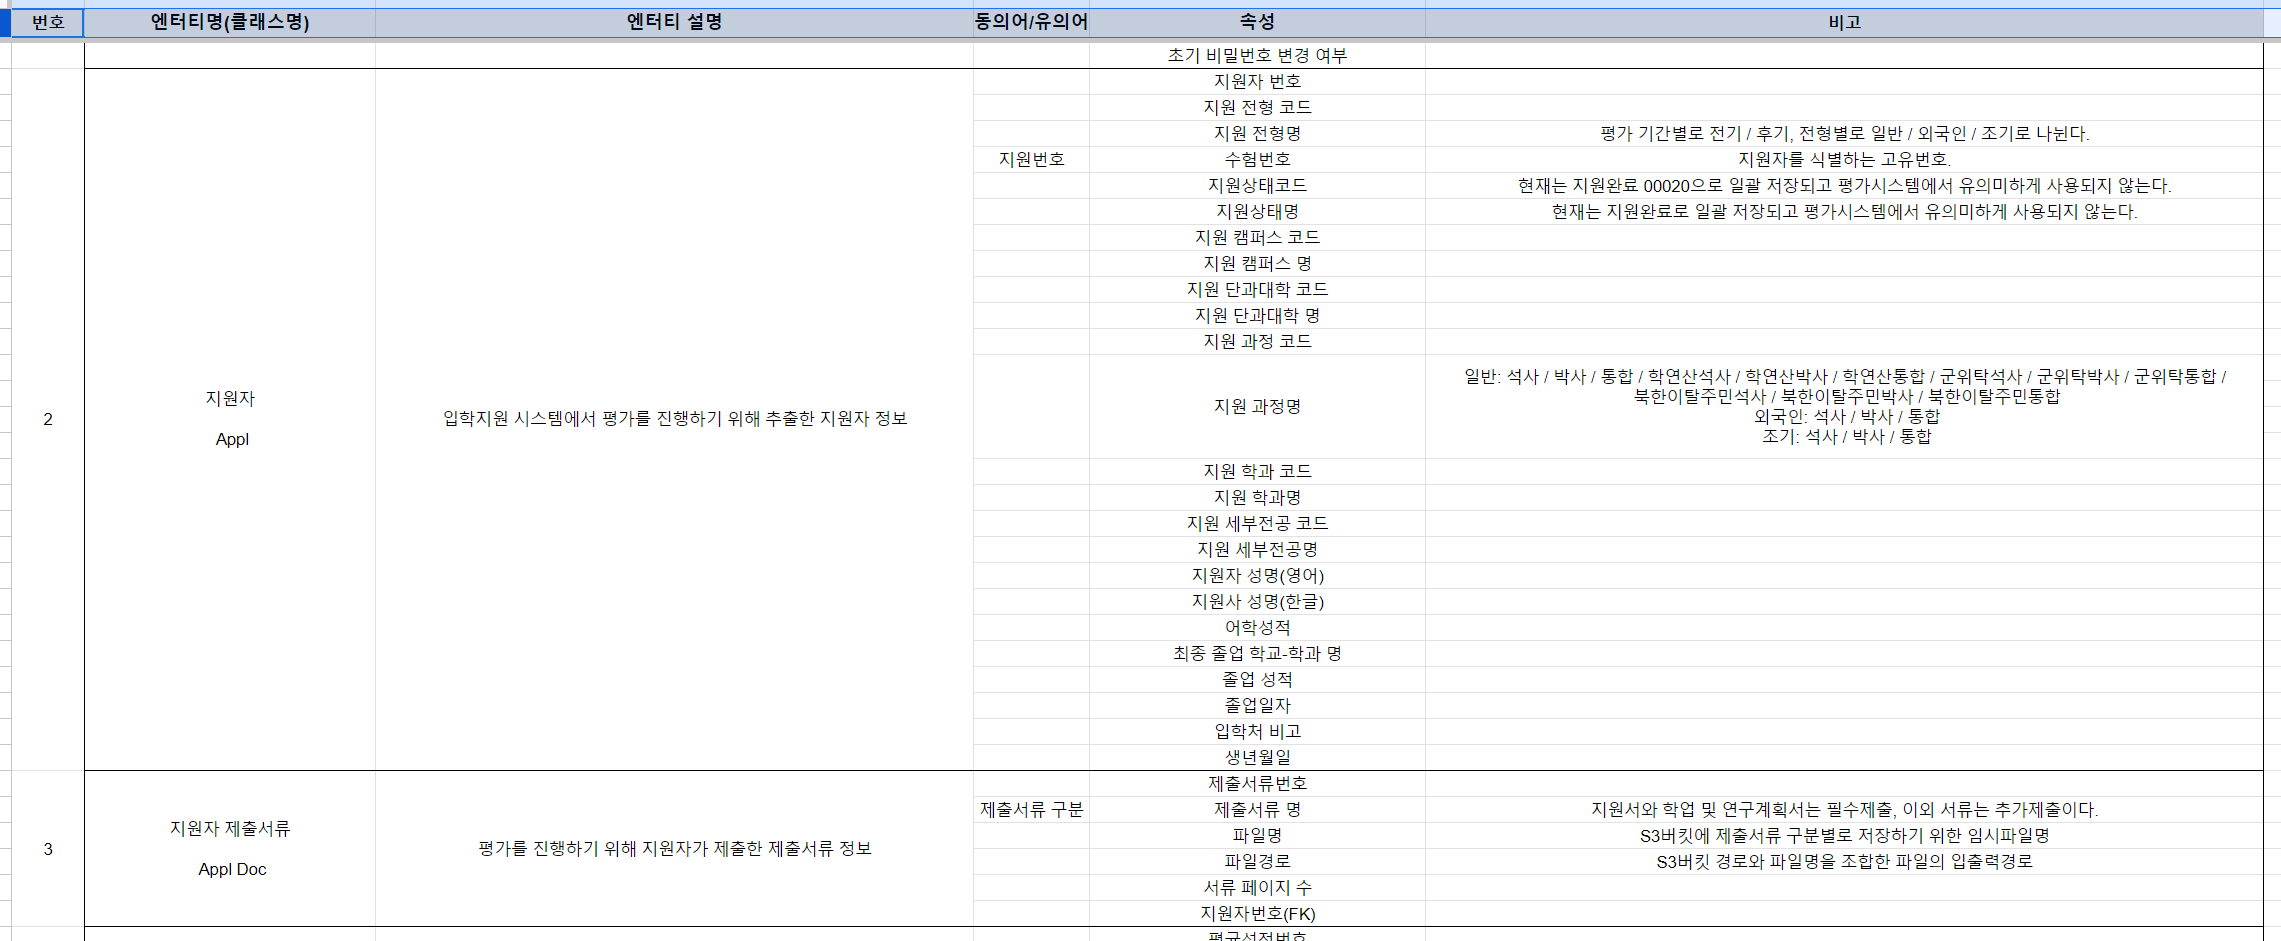 번호 엔터티명(클래스명) 엔터티 설명 동의어/유의어 속성 비고
초기 비밀번호 변경 여부
2
지원자
Appl
입학지원 시스템에서 평가를 진행하기 위해 추출한 지원자 정보
지원자 번호
지원 전형 코드
지원 전형명 평가 기간별로 전기 / 후기, 전형별로 일반 / 외국인 / 조기로 나뉜다.
지원번호 수험번호 지원자를 식별하는 고유번호.
지원상태코드 현재는 지원완료 00020으로 일괄 저장되고 평가시스템에서 유의미하게 사용되지 않는다.
지원상태명 현재는 지원완료로 일괄 저장되고 평가시스템에서 유의미하게 사용되지 않는다.
지원 캠퍼스 코드
지원 캠퍼스 명
지원 단과대학 코드
지원 단과대학 명
지원 과정 코드
지원 과정명
일반: 석사 / 박사 / 통합 / 학연산석사 / 학연산박사 / 학연산통합 / 군위탁석사 / 군위탁박사 / 군위탁통합 /
북한이탈주민석사 / 북한이탈주민박사 / 북한이탈주민통합
외국인: 석사 / 박사 / 통합
조기: 석사 / 박사 / 통합
지원 학과 코드
지원 학과명
지원 세부전공 코드
지원 세부전공명
지원자 성명(영어)
지원사 성명(한글)
어학성적
최종 졸업 학교-학과 명
졸업 성적
졸업일자
입학처 비고
생년월일
3
지원자 제출서류
Appl Doc
평가를 진행하기 위해 지원자가 제출한 제출서류 정보
제출서류번호
제출서류 구분 제출서류 명 지원서와 학업 및 연구계획서는 필수제출, 이외 서류는 추가제출이다.
파일명 S3버킷에 제출서류 구분별로 저장하기 위한 임시파일명
파일경로 S3버킷 경로와 파일명을 조합한 파일의 입출력경로
서류 페이지 수
지원자번호(FK)